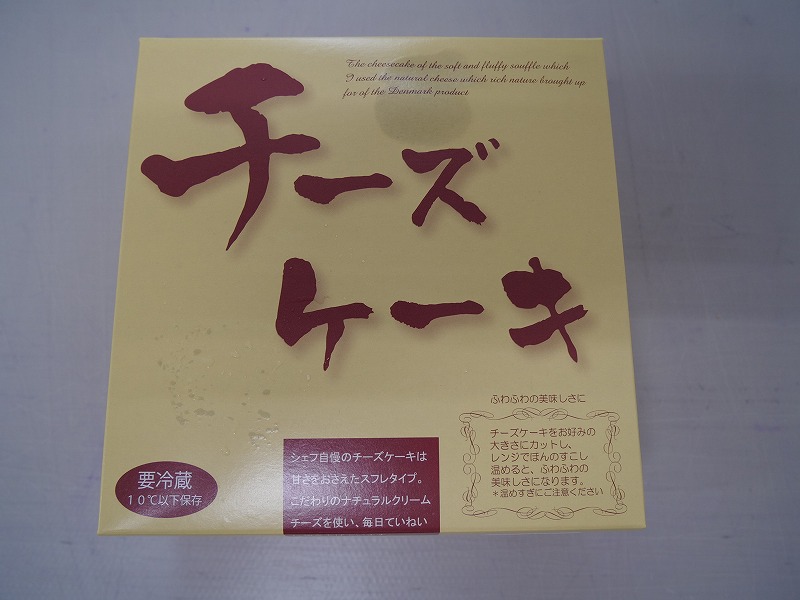 The cheesecake of the soft and fluffy souffle which
I used the natural cheese which rich nature brought up
for of the Denmark product
チーズ
ケーキ
ふわふわの美味しさに
チーズケーキをお好みの
大きさにカットし、
レンジでほんのすこし
温めると、ふわふわの
美味しさになります。
*温めすぎにご注意ください
シェフ自慢のチーズケーキは
甘さをおさえたスフレタイプ。
こだわりのナチュラルクリーム
チーズを使い、毎日ていねい
要冷蔵
10℃以下保存